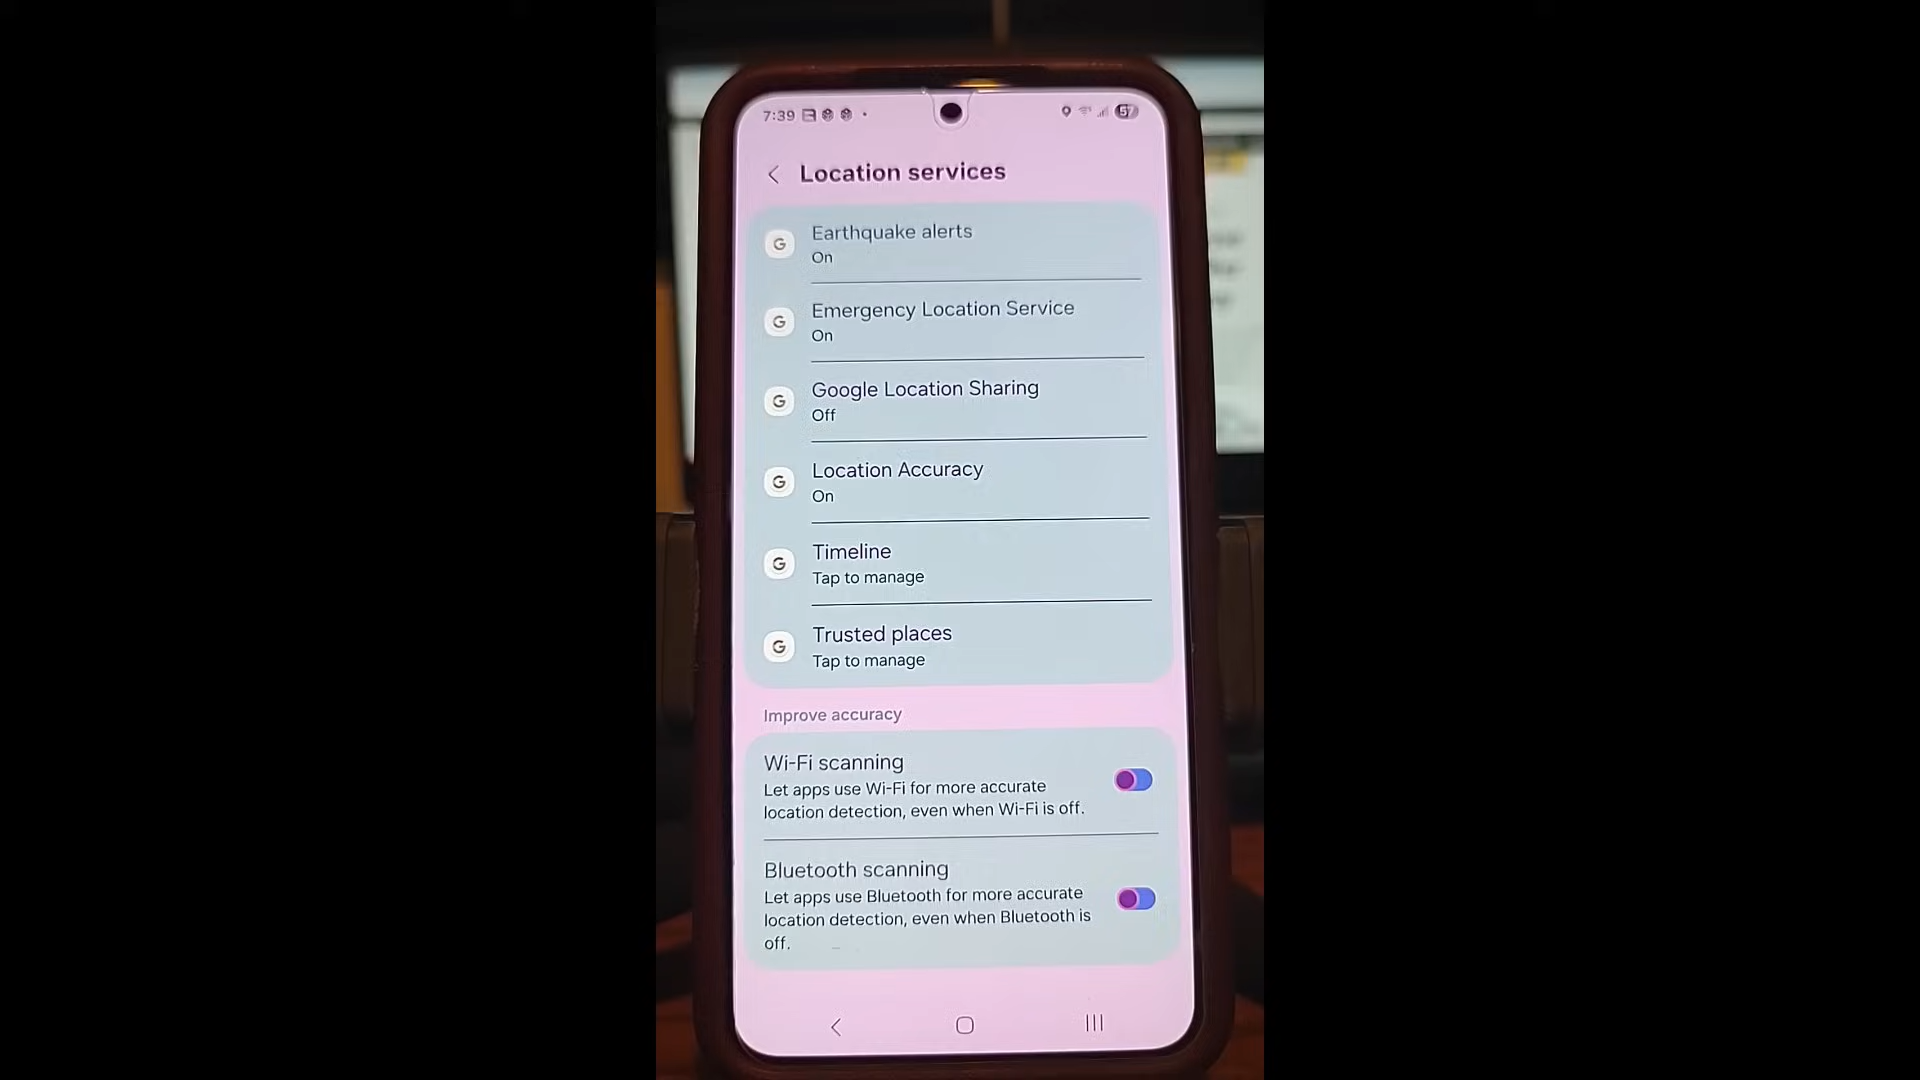 7:39
57
Location services
G
Earthquake alerts
On
G
Emergency Location Service
On
G
Google Location Sharing
Off
G
Location Accuracy
On
G
Timeline
Tap to manage
G
Trusted places
Tap to manage
Improve accuracy
Wi-Fi scanning
Let apps use Wi-Fi for more accurate
location detection, even when Wi-Fi is off.
Bluetooth scanning
Let apps use Bluetooth for more accurate
location detection, even when Bluetooth is
off.